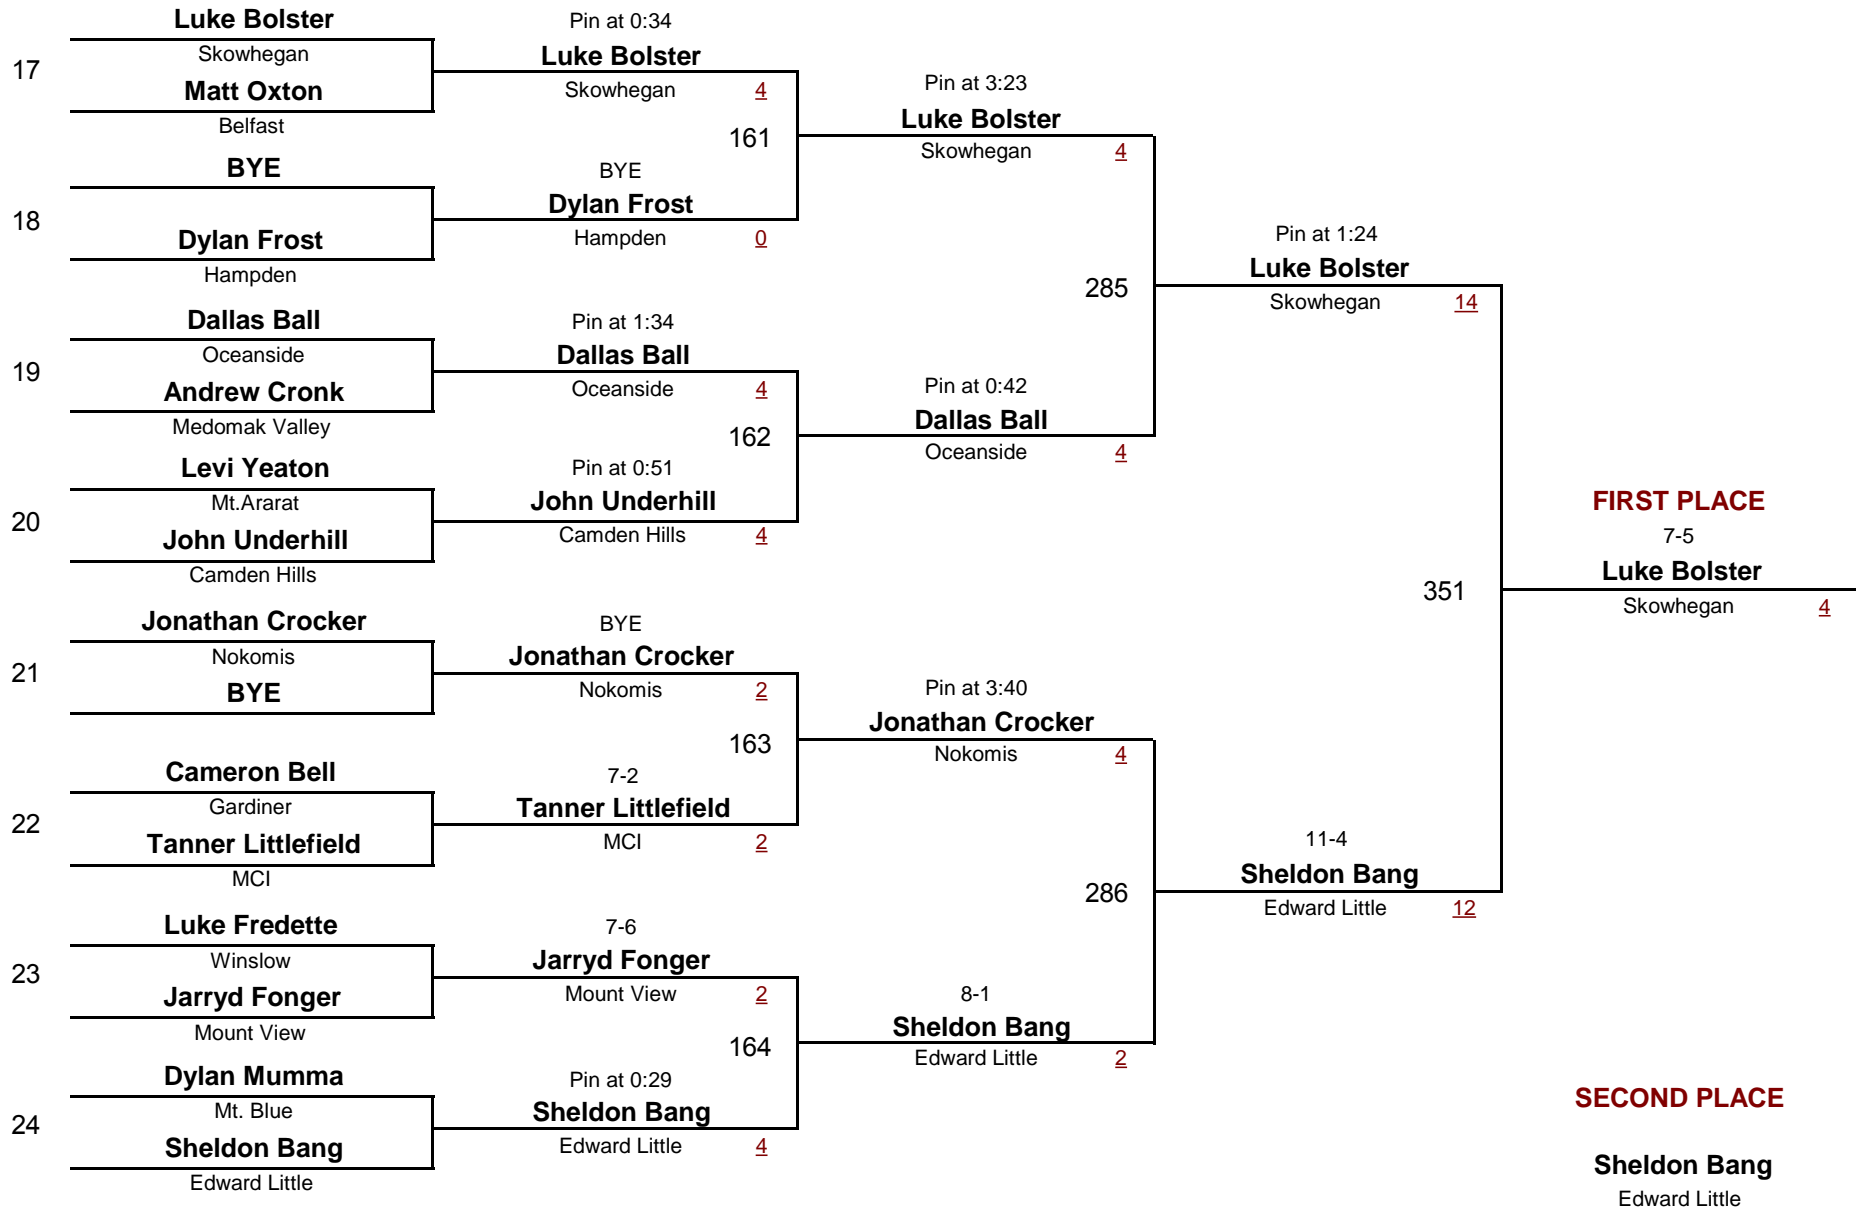 Luke Bolster
Skowhegan
17
Matt Oxton
Belfast
BYE
18
Dylan Frost
Hampden
Dallas Ball
Oceanside
19
Andrew Cronk
Medomak Valley
Levi Yeaton
Mt.Ararat
20
John Underhill
Camden Hills
Jonathan Crocker
Nokomis
21
BYE
Cameron Bell
Gardiner
22
Tanner Littlefield
MCI
Luke Fredette
Winslow
23
Jarryd Fonger
Mount View
Dylan Mumma
Mt. Blue
24
Sheldon Bang
Edward Little
Pin at 0:34
Luke Bolster
Skowhegan 4
161
BYE
Dylan Frost
Hampden 0
Pin at 1:34
Dallas Ball
Oceanside 4
162
Pin at 0:51
John Underhill
Camden Hills 4
BYE
Jonathan Crocker
Nokomis 2
163
7-2
Tanner Littlefield
MCI 2
7-6
Jarryd Fonger
Mount View 2
164
Pin at 0:29
Sheldon Bang
Edward Little 4
Pin at 3:23
Luke Bolster
Skowhegan 4
285
Pin at 0:42
Dallas Ball
Oceanside 4
Pin at 3:40
Jonathan Crocker
Nokomis 4
286
8-1
Sheldon Bang
Edward Little 2
Pin at 1:24
Luke Bolster
Skowhegan 14
351
11-4
Sheldon Bang
Edward Little 12
FIRST PLACE
7-5
Luke Bolster
Skowhegan 4
SECOND PLACE
Sheldon Bang
Edward Little